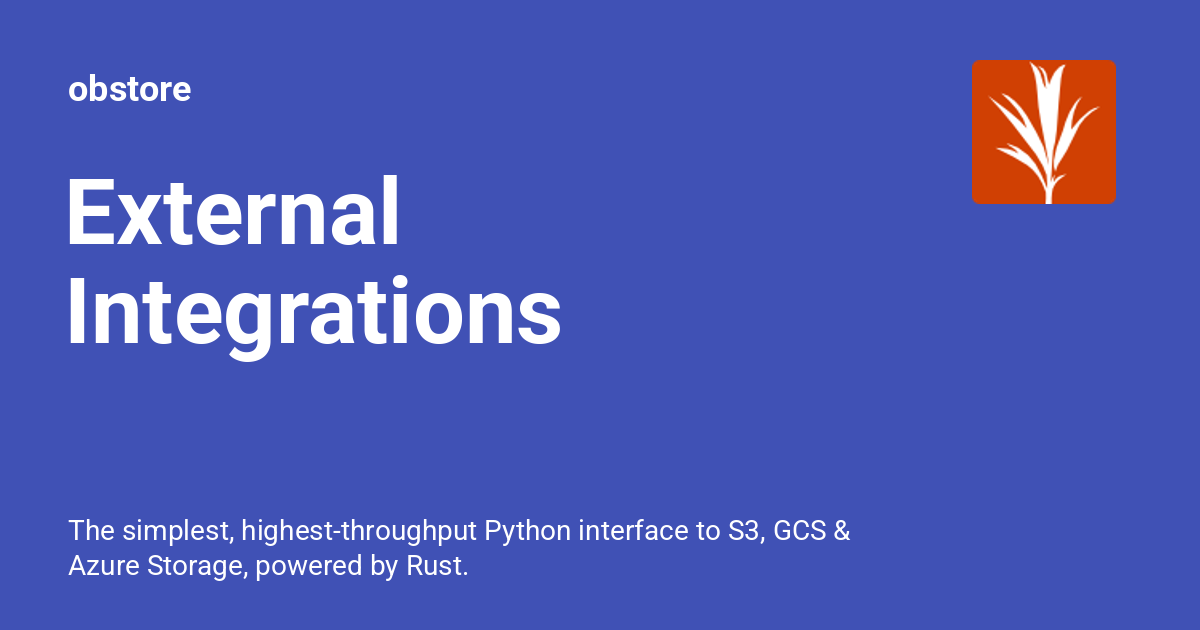 obstore
External
Integrations
The simplest, highest-throughput Python interface to S3, GCS &
Azure Storage, powered by Rust.